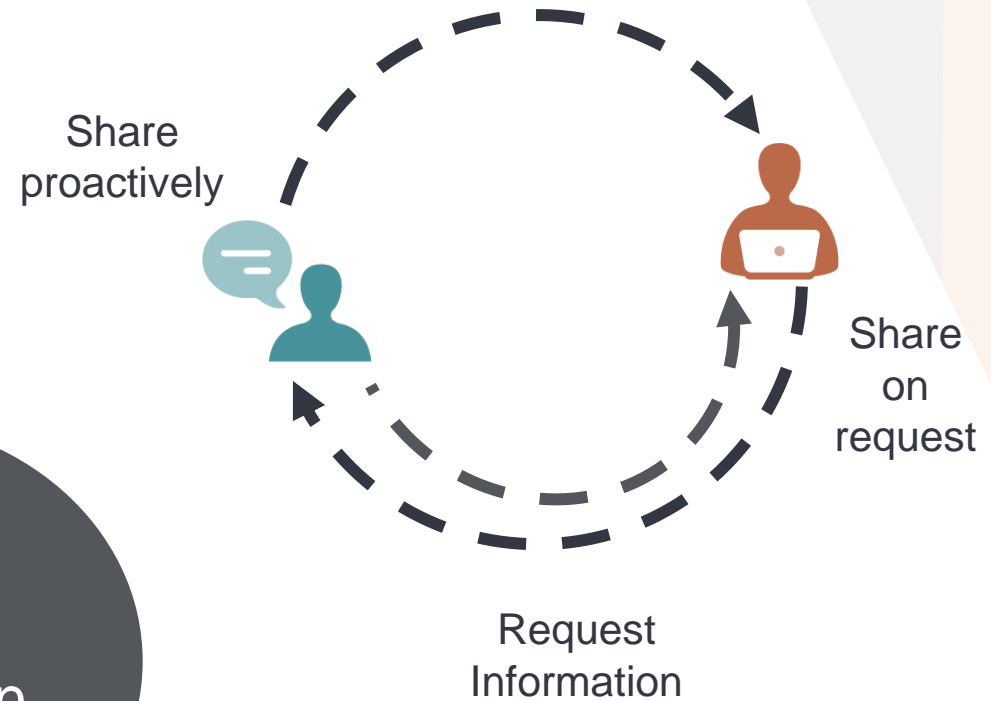 Share
proactively
Share
on
request
Request
Information